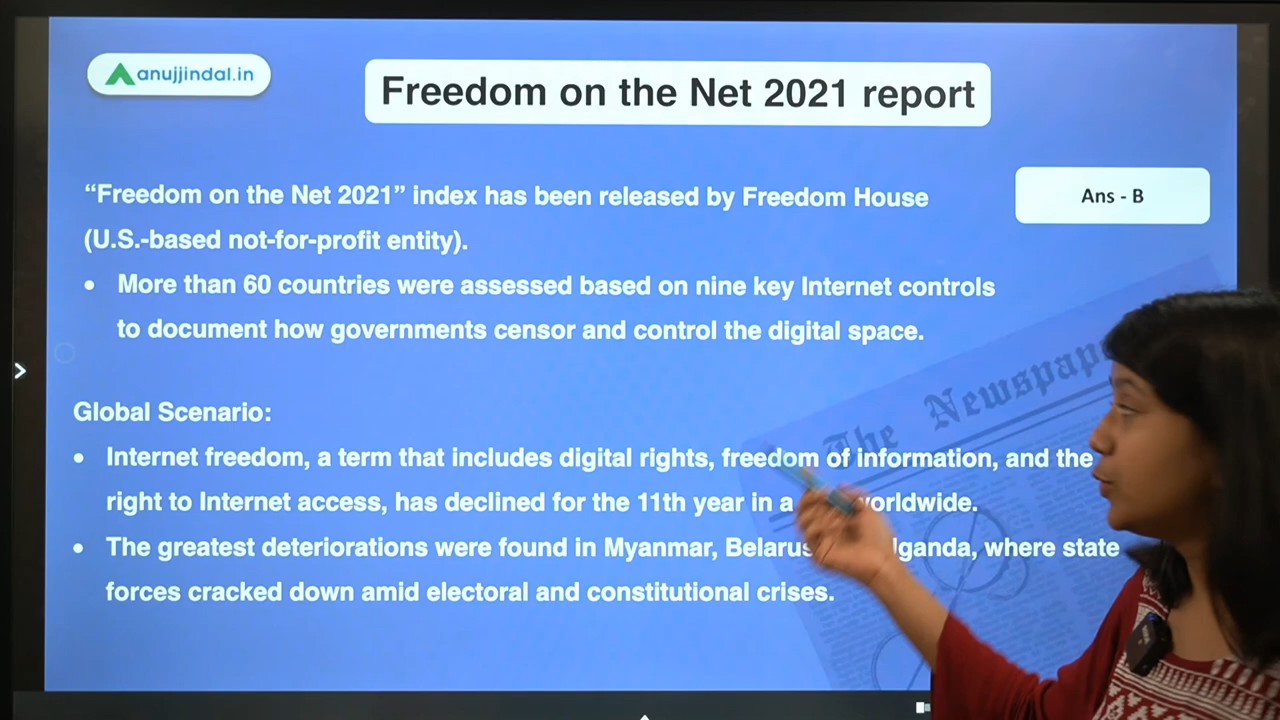 anujjindal.in
Freedom on the Net 2021 report
“Freedom on the Net 2021” index has been released by Freedom House
(U.S.-based not-for-profit entity).
Ans - B
• More than 60 countries were assessed based on nine key Internet controls
to document how governments censor and control the digital space.
Global Scenario:
• Internet freedom, a term that includes digital rights, freedom of information, and the
right to Internet access, has declined for the 11th year in a worldwide.
• The greatest deteriorations were found in Myanmar, Belarus Uganda, where state
forces cracked down amid electoral and constitutional crises.
The Newspape